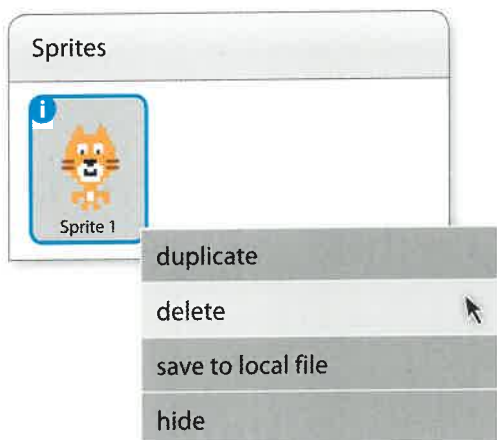 Sprites
i
Sprite 1
duplicate
delete
save to local file
hide